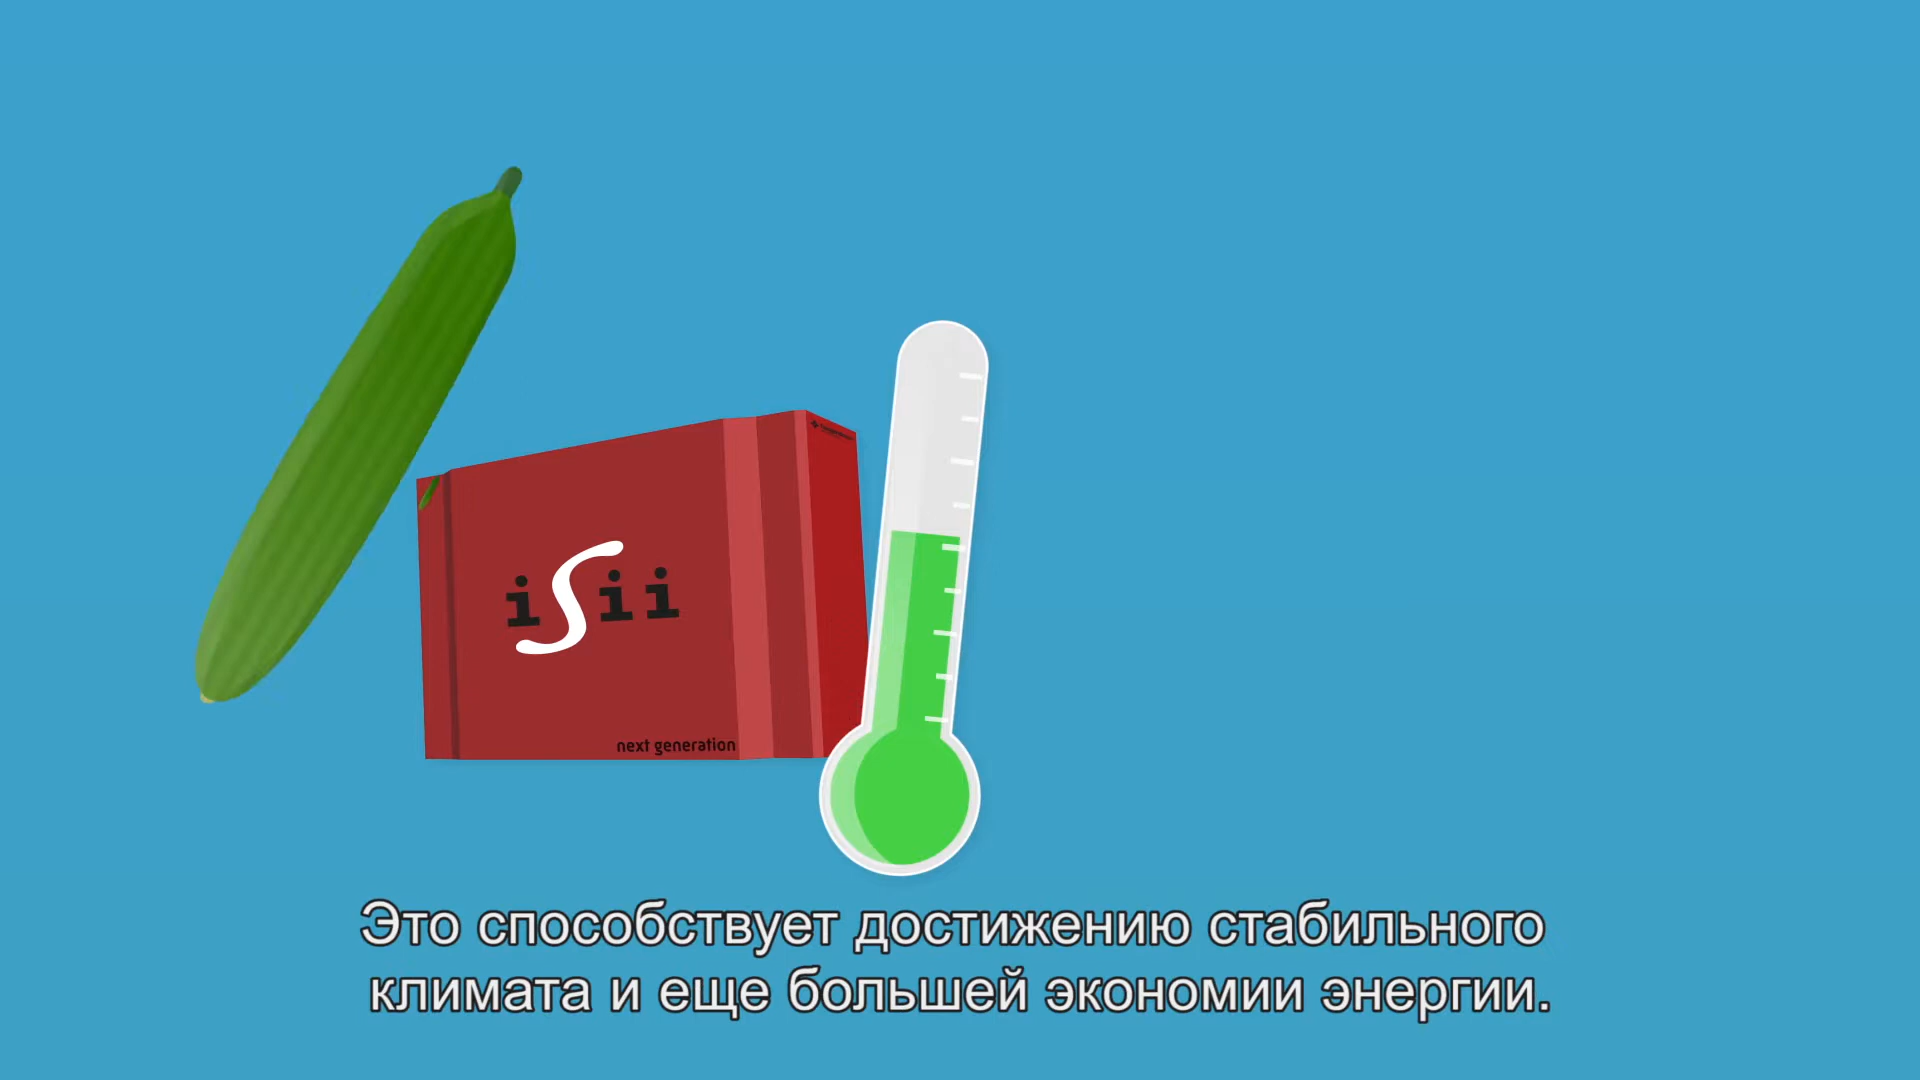 iSii
next generation
Это способствует достижению стабильного
климата и еще большей экономии энергии.